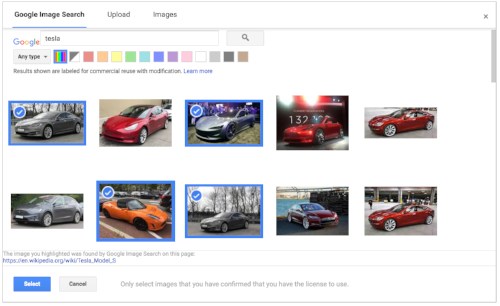 Google Image Search Upload Images ×
Google tesla
Any type
Results shown are labeled for commercial reuse with modification. Learn more
132
The image you highlighted was found by Google Image Search on this page:
https://en.wikipedia.org/wiki/Tesla_Model_S
Select Cancel Only select images that you have confirmed that you have the license to use.